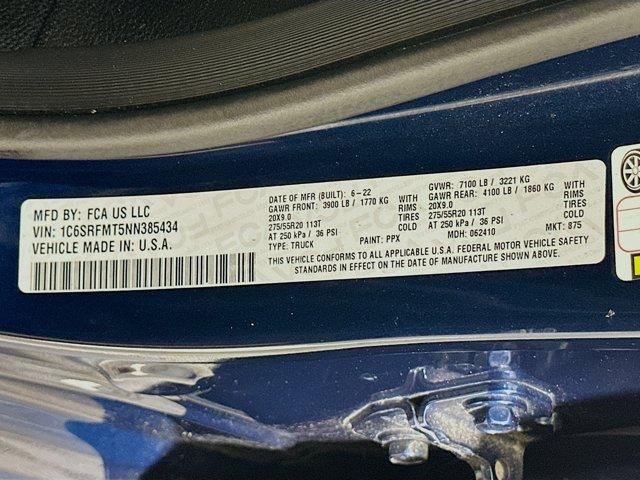 MFD BY: FCA US LLC
VIN: 1C6SRFMT5NN385434
VEHICLE MADE IN U.S.A.
DATE OF MFR (BUILT): 6-22 GVWR: 7100 LB / 3221 KG
GAWR FRONT: 3900 LB / 1770 KG WITH GAWR REAR: 4100 LB / 1860 KG WITH
20X9.0 RIMS 20X9.0 RIMS
275/55R20 113T TIRES 275/55R20 113T TIRES
AT 250 kPa / 36 PSI AT 250 kPa / 36 PSI
TYPE: TRUCK PAINT: PPX MDH: 062410 MKT: 875
THIS VEHICLE CONFORMS TO ALL APPLICABLE U.S.A. FEDERAL MOTOR VEHICLE SAFETY
STANDARDS IN EFFECT ON THE DATE OF MANUFACTURE SHOWN ABOVE.